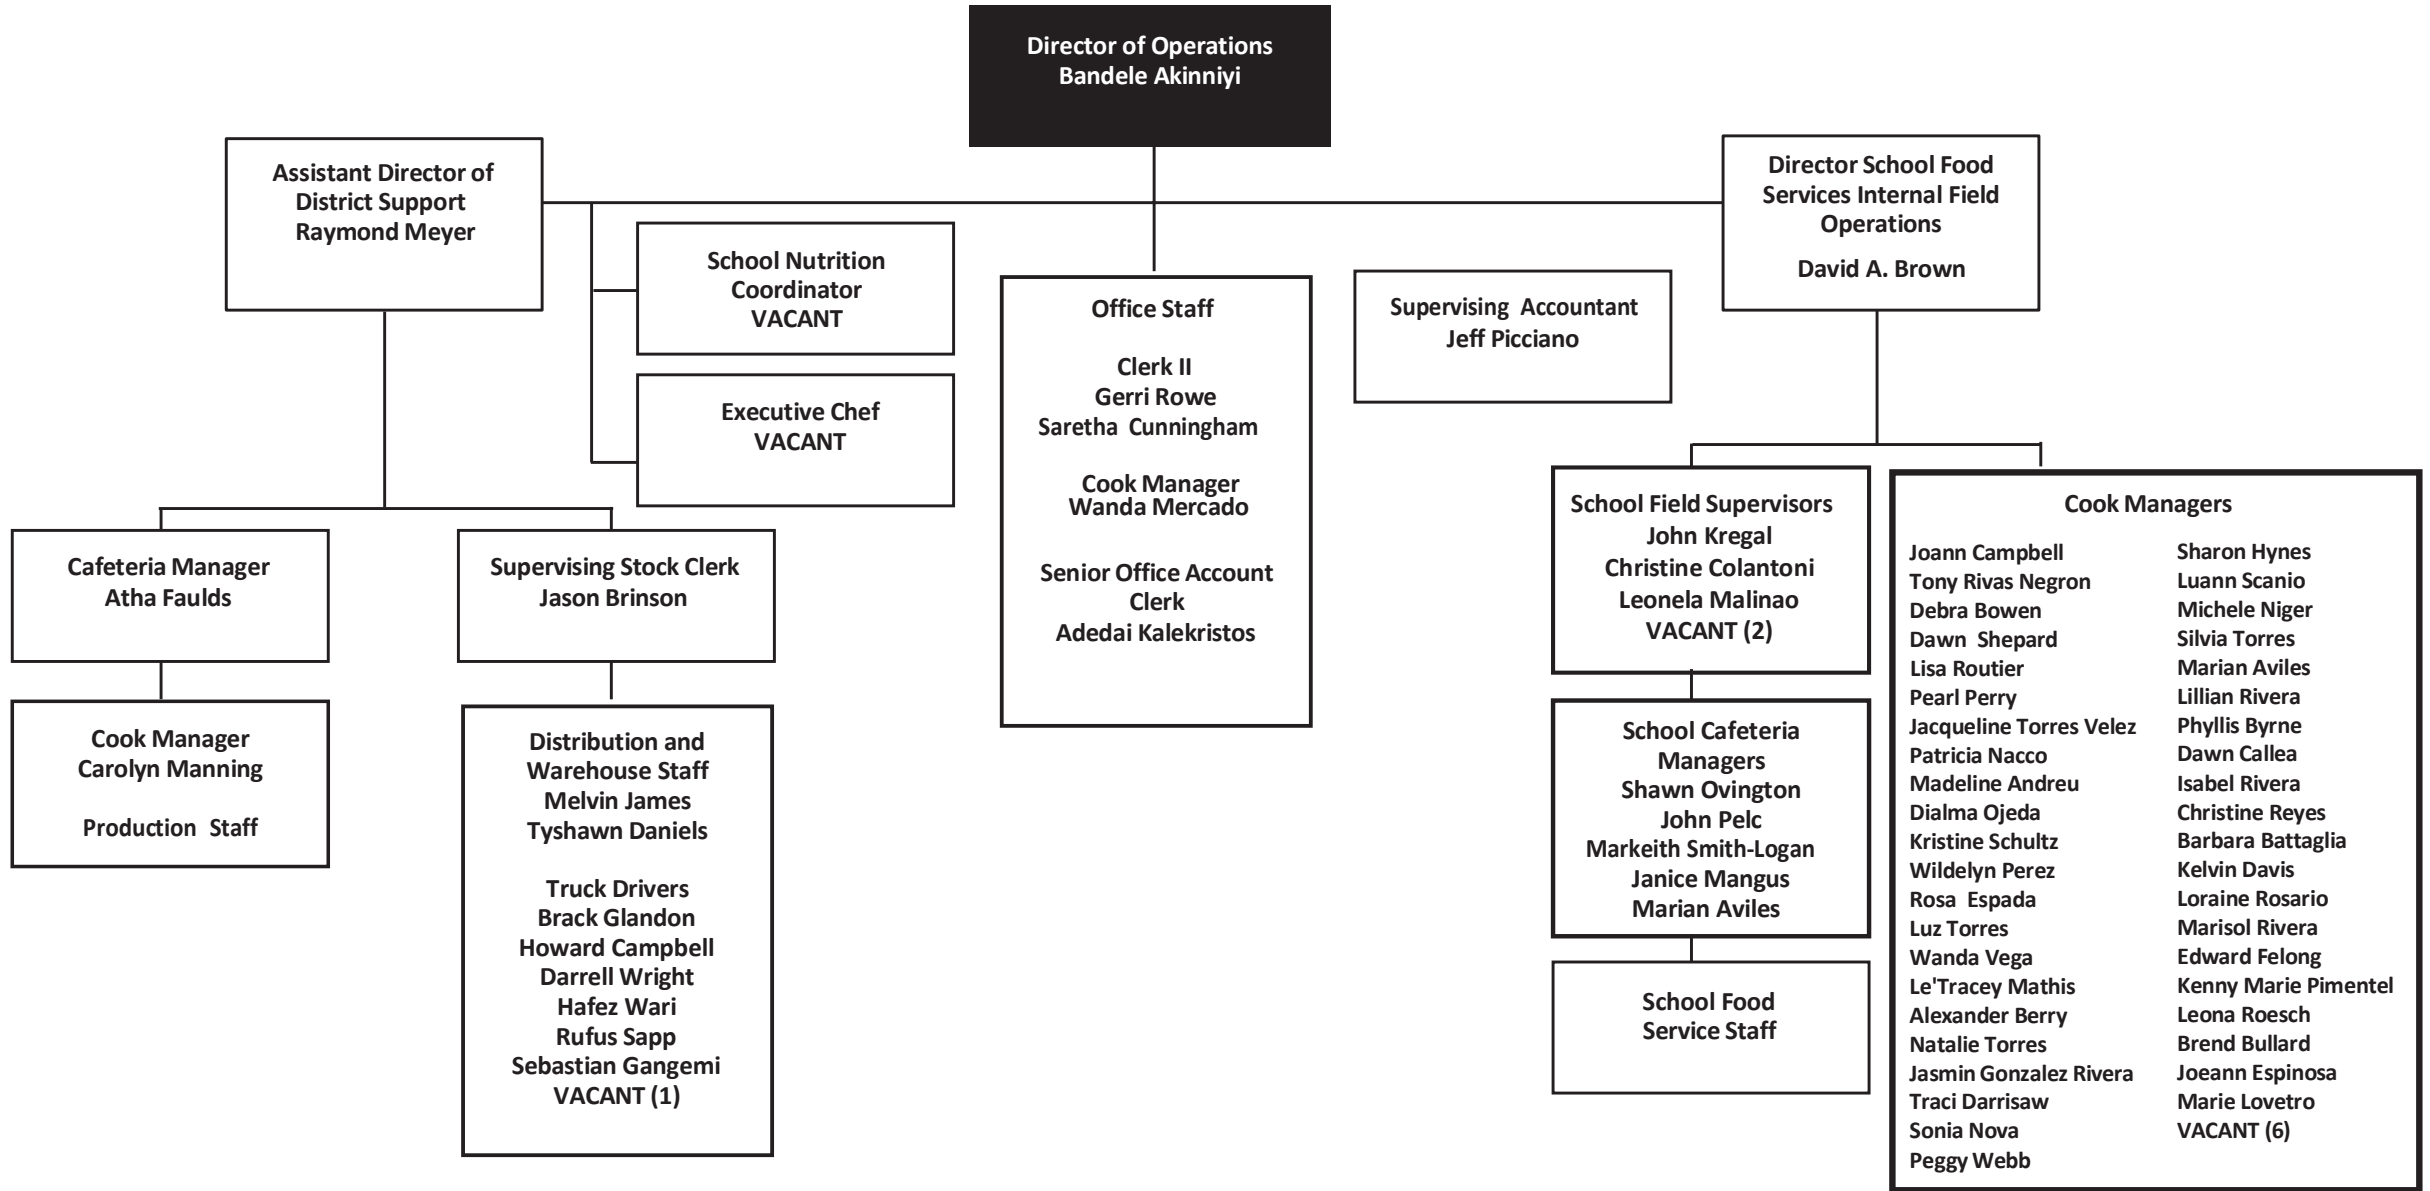 Director of Operations
Bandele Akinniyi
Assistant Director of
District Support
Raymond Meyer
School Nutrition
Coordinator
VACANT
Executive Chef
VACANT
Office Staff
Clerk II
Gerri Rowe
Saretha Cunningham
Cook Manager
Wanda Mercado
Senior Office Account
Clerk
Adedai Kalekristos
Supervising Accountant
Jeff Picciano
Director School Food
Services Internal Field
Operations
David A. Brown
Cafeteria Manager
Atha Faulds
Cook Manager
Carolyn Manning
Production Staff
Supervising Stock Clerk
Jason Brinson
Distribution and
Warehouse Staff
Melvin James
Tyshawn Daniels
Truck Drivers
Brack Glandon
Howard Campbell
Darrell Wright
Hafez Wari
Rufus Sapp
Sebastian Gangemi
VACANT (1)
School Field Supervisors
John Kregal
Christine Colantoni
Leonela Malinao
VACANT (2)
School Cafeteria
Managers
Shawn Ovington
John Pelc
Markeith Smith-Logan
Janice Mangus
Marian Aviles
School Food
Service Staff
Cook Managers
Joann Campbell
Tony Rivas Negron
Debra Bowen
Dawn Shepard
Lisa Routier
Pearl Perry
Jacqueline Torres Velez
Patricia Nacco
Madeline Andreu
Dialma Ojeda
Kristine Schultz
Wildelyn Perez
Rosa Espada
Luz Torres
Wanda Vega
Le'Tracey Mathis
Alexander Berry
Natalie Torres
Jasmin Gonzalez Rivera
Traci Darrisaw
Sonia Nova
Peggy Webb
Sharon Hynes
Luann Scanio
Michele Niger
Silvia Torres
Marian Aviles
Lillian Rivera
Phyllis Byrne
Dawn Callea
Isabel Rivera
Christine Reyes
Barbara Battaglia
Kelvin Davis
Loraine Rosario
Marisol Rivera
Edward Felong
Kenny Marie Pimentel
Leona Roesch
Brend Bullard
Joeann Espinosa
Marie Lovetro
VACANT (6)